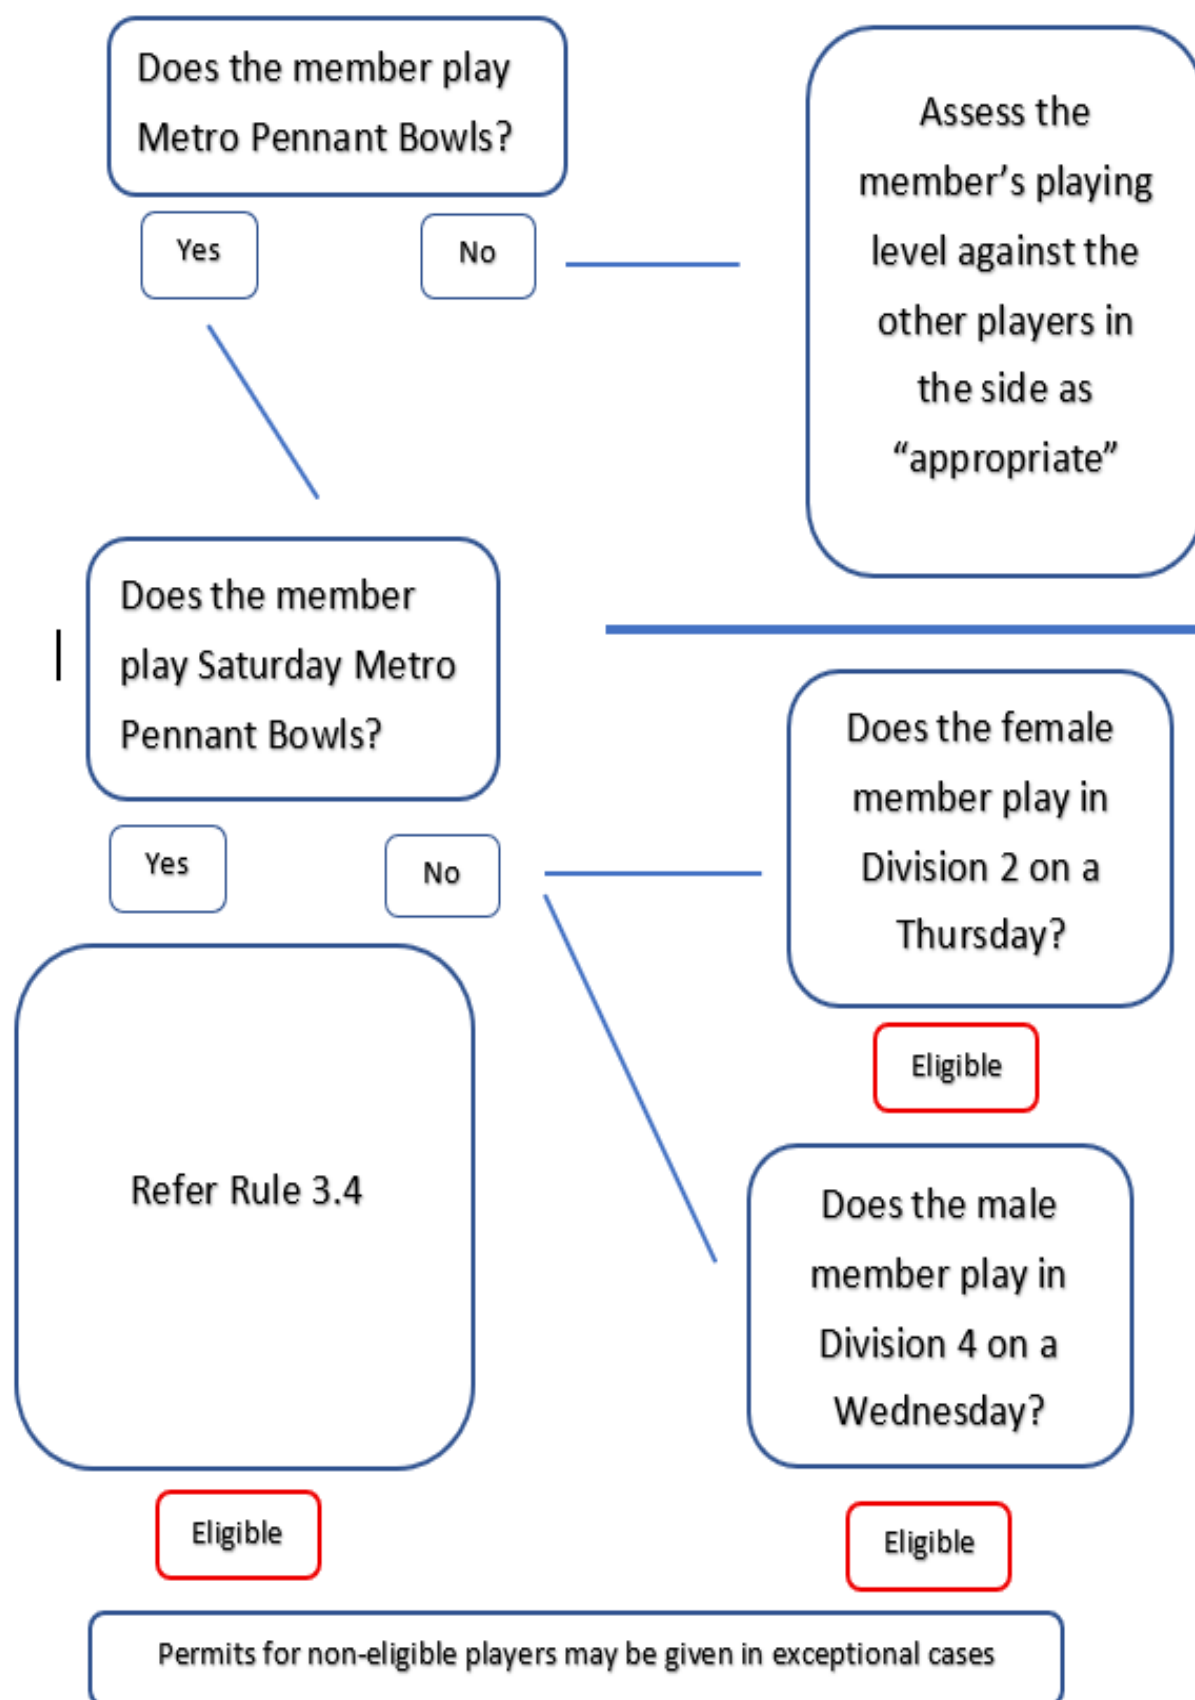 Does the member play
Metro Pennant Bowls?
Yes
No
Assess the
member’s playing
level against the
other players in
the side as
“appropriate”
Does the member
play Saturday Metro
Pennant Bowls?
Yes
No
Does the female
member play in
Division 2 on a
Thursday?
Eligible
Refer Rule 3.4
Eligible
Does the male
member play in
Division 4 on a
Wednesday?
Eligible
Permits for non-eligible players may be given in exceptional cases